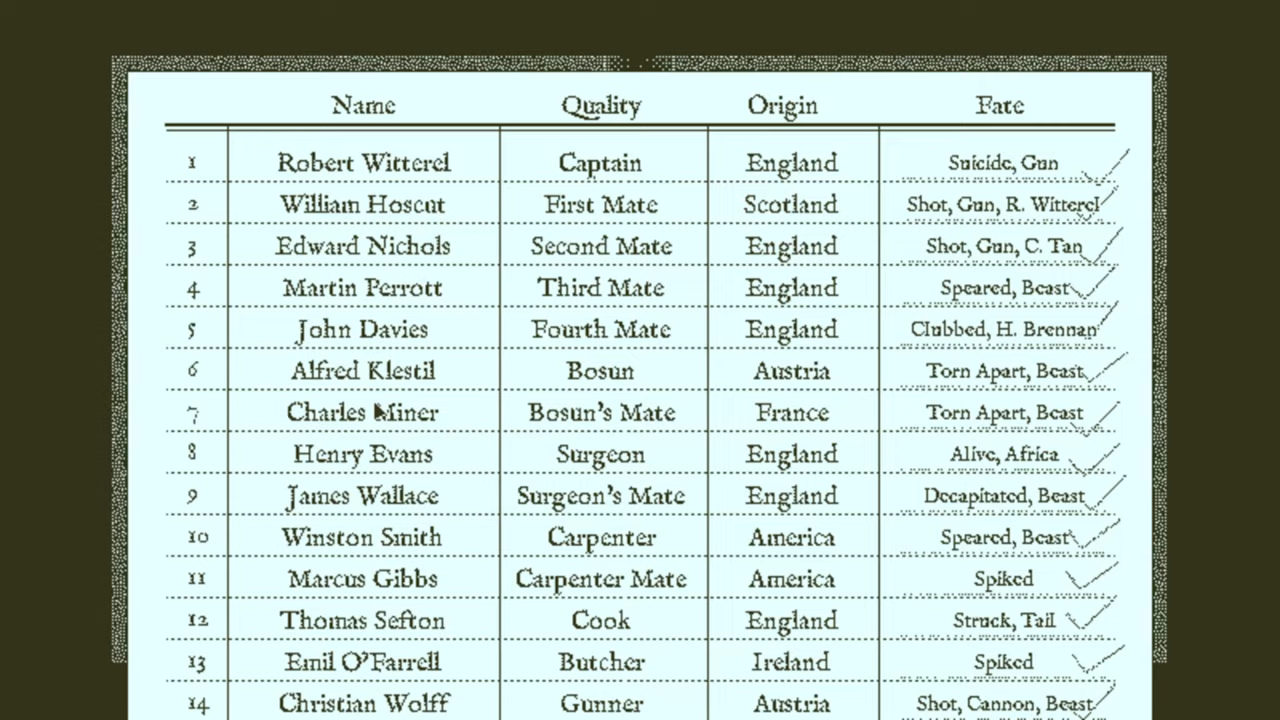 Name Quality Origin Fate
1 Robert Witterel Captain England Suicide, Gun
2 William Hoscut First Mate Scotland Shot, Gun, R. Witterel
3 Edward Nichols Second Mate England Shot, Gun, C. Tan
4 Martin Perrott Third Mate England Speared, Beast
5 John Davies Fourth Mate England Clubbed, H. Brennan
6 Alfred Klestil Bosun Austria Torn Apart, Beast
7 Charles Miner Bosun's Mate France Torn Apart, Beast
8 Henry Evans Surgeon England Alive, Africa
9 James Wallace Surgeon's Mate England Decapitated, Beast
10 Winston Smith Carpenter America Speared, Beast
11 Marcus Gibbs Carpenter Mate America Spiked
12 Thomas Sefton Cook England Struck, Tail
13 Emil O'Farrell Butcher Ireland Spiked
14 Christian Wolff Gunner Austria Shot, Cannon, Beast